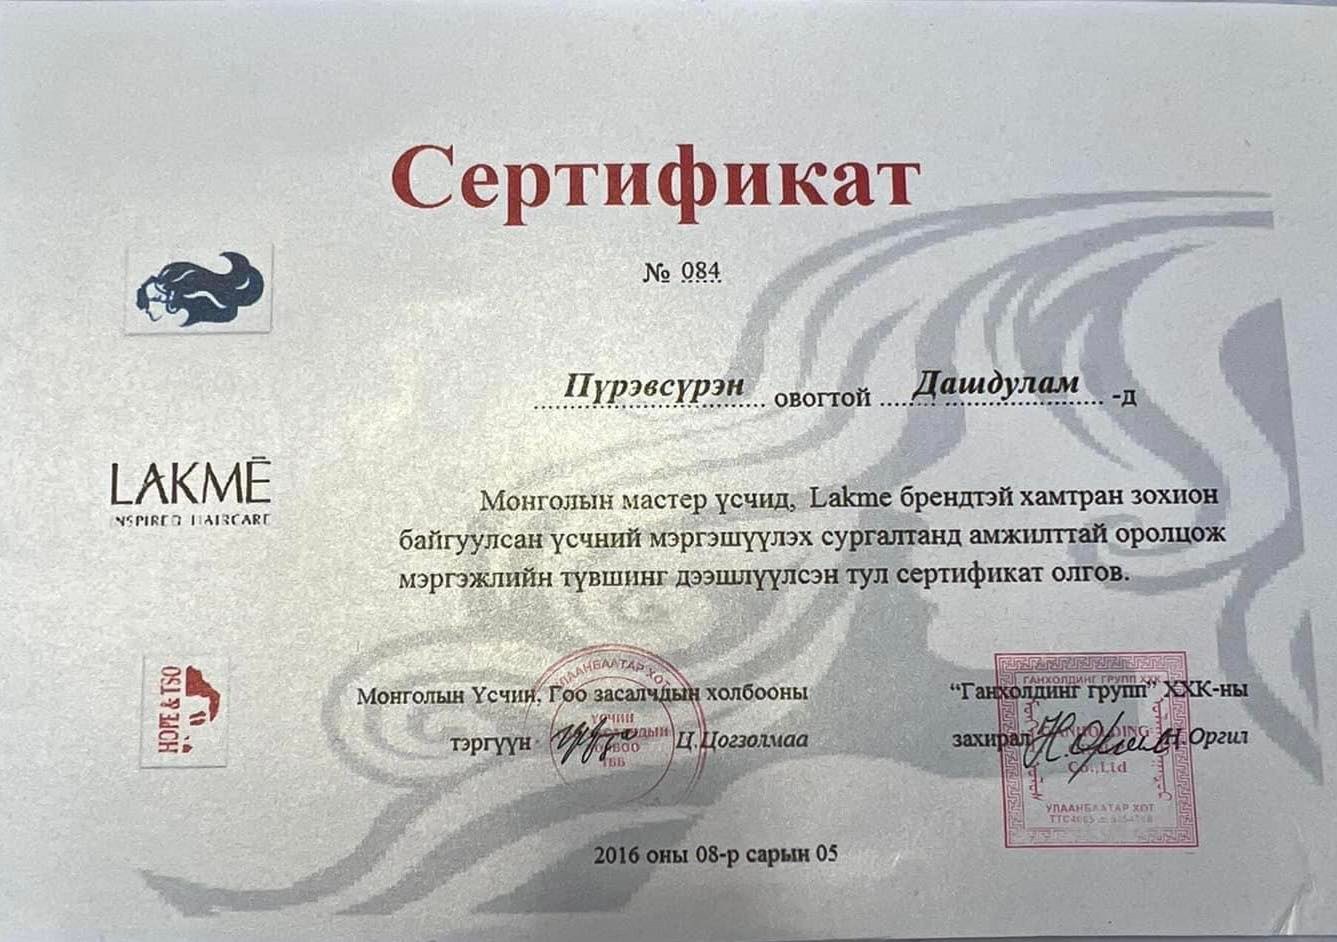 Сертификат
№ 084
Пүрэвсүрэн овогтой Дашдулам -д
LAKMĒ
INSPIRED HAIRCARE
Монголын мастер үсчид, Lakme брендтэй хамтран зохион
байгуулсан үсчний мэргэшүүлэх сургалтанд амжилттай оролцож
мэргэжлийн түвшинг дээшлүүлсэн тул сертификат олгов.
HOPE & TSO
Монголын Үсчин, Гоо засалчдын холбооны
тэргүүн Ц.Цогзолмаа
УЛААНБААТАР ХОТ
ҮСЧИН
ТББ
"Ганхолдинг групп" ХХК-ны
захирал Н.Оргил
ГАНХОЛДИНГ ГРУПП ХХК
GANHOLDING
Co.,Ltd
УЛААНБААТАР ХОТ
2016 оны 08-р сарын 05